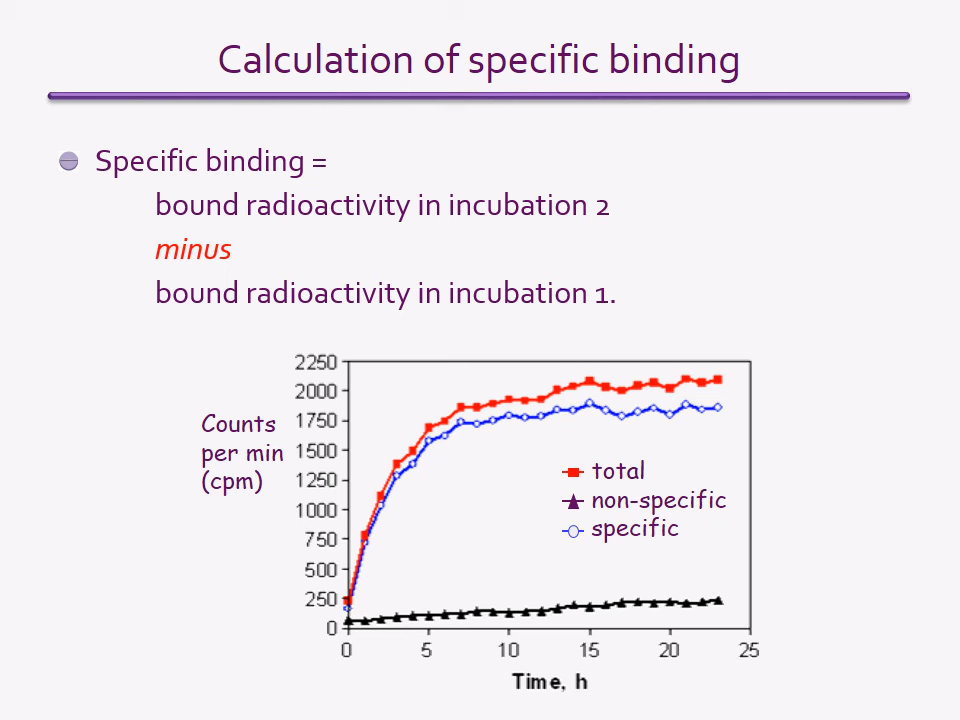 Calculation of specific binding
Specific binding =
bound radioactivity in incubation 2
minus
bound radioactivity in incubation 1.
Counts
per min
(cpm)
2250
2000
1750
1500
1250
1000
750
500
250
0
total
non-specific
specific
0 5 10 15 20 25
Time, h